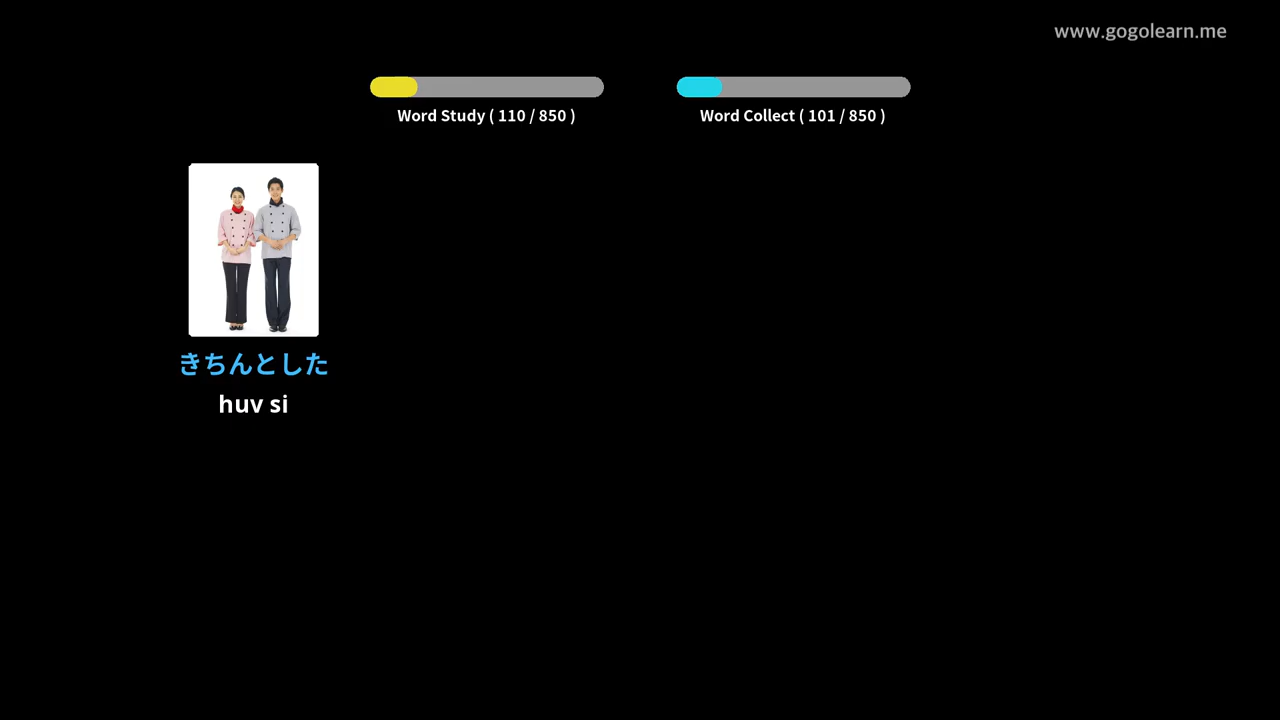 www.gogolearn.me
Word Study ( 110 / 850 )
Word Collect ( 101 / 850 )
きちんとした
huv si